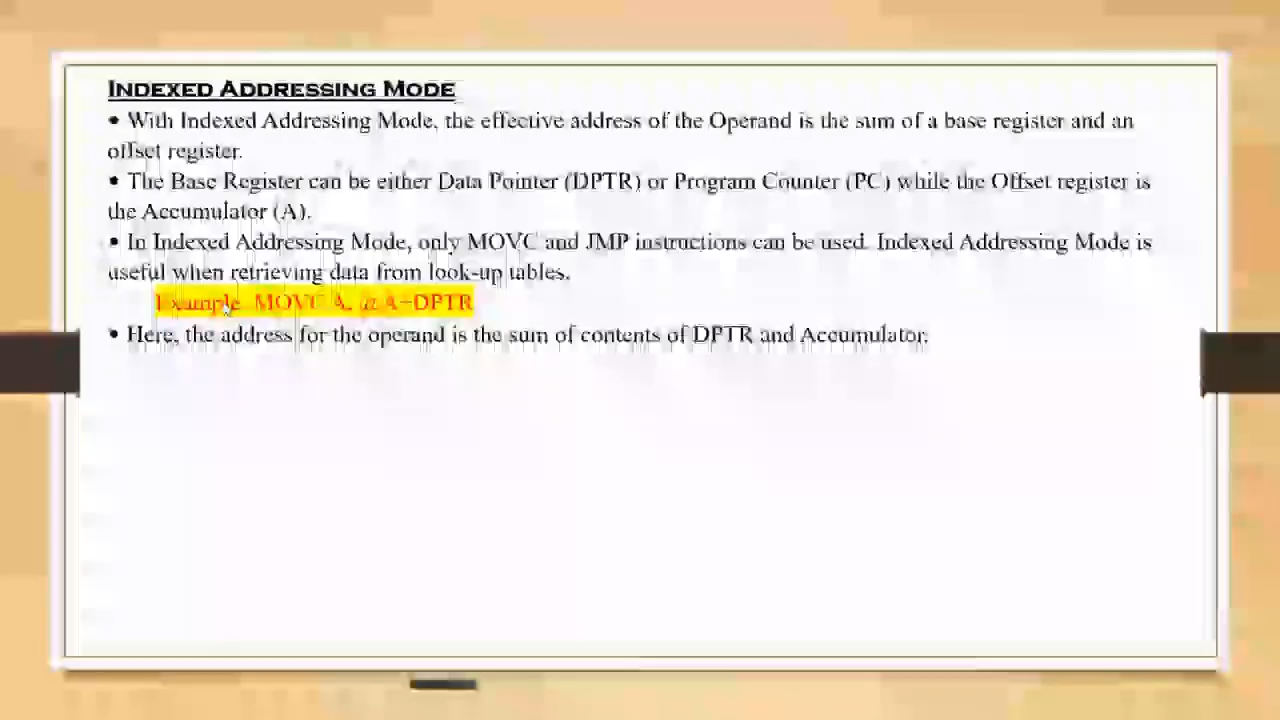 INDEXED ADDRESSING MODE
• With Indexed Addressing Mode, the effective address of the Operand is the sum of a base register and an
offset register.
• The Base Register can be either Data Pointer (DPTR) or Program Counter (PC) while the Offset register is
the Accumulator (A).
• In Indexed Addressing Mode, only MOVC and JMP instructions can be used. Indexed Addressing Mode is
useful when retrieving data from look-up tables.
Example: MOVC A, @A+DPTR
• Here, the address for the operand is the sum of contents of DPTR and Accumulator.